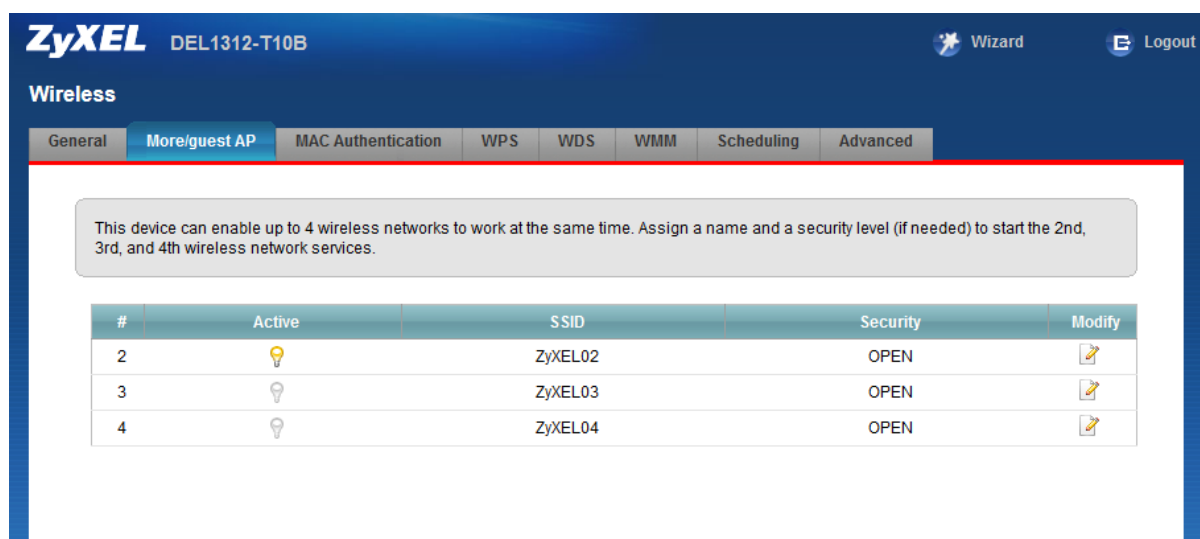 ZyXEL DEL1312-T10B Wizard Logout
Wireless
General More/guest AP MAC Authentication WPS WDS WMM Scheduling Advanced
This device can enable up to 4 wireless networks to work at the same time. Assign a name and a security level (if needed) to start the 2nd,
3rd, and 4th wireless network services.
# Active SSID Security Modify
2 ZyXEL02 OPEN
3 ZyXEL03 OPEN
4 ZyXEL04 OPEN